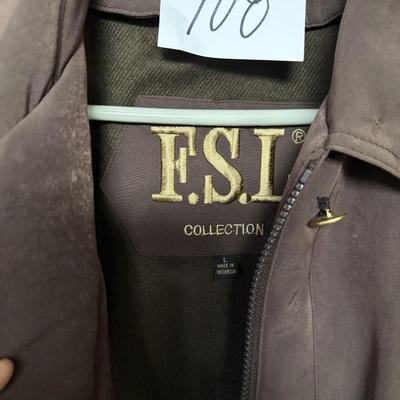 108
F.S.I.
®
COLLECTION
L
MADE IN
INDONESIA